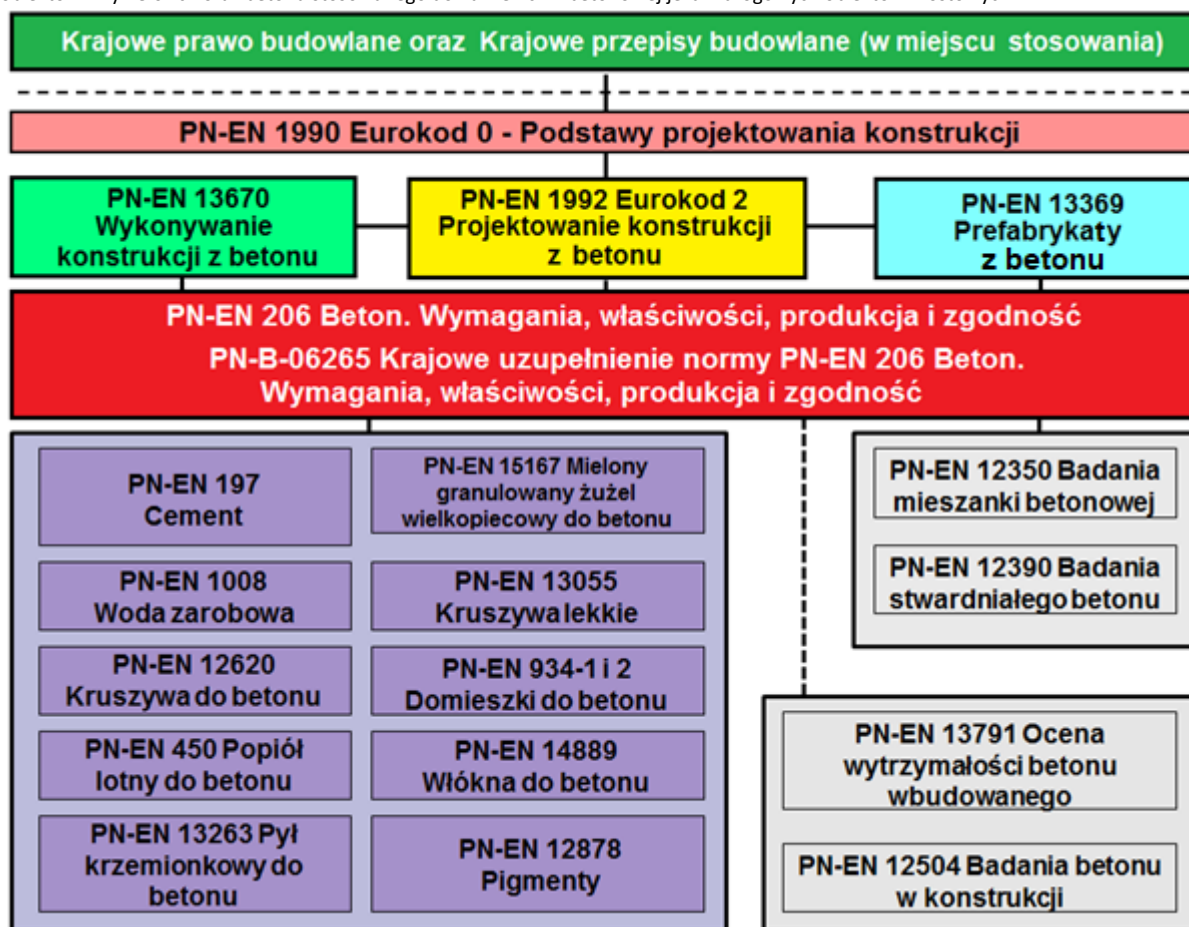 Krajowe prawo budowlane oraz Krajowe przepisy budowlane (w miejscu stosowania)
PN-EN 1990 Eurokod 0 - Podstawy projektowania konstrukcji
PN-EN 13670
Wykonywanie
konstrukcji z betonu
PN-EN 1992 Eurokod 2
Projektowanie konstrukcji
z betonu
PN-EN 13369
Prefabrykaty
z betonu
PN-EN 206 Beton. Wymagania, właściwości, produkcja i zgodność
PN-B-06265 Krajowe uzupełnienie normy PN-EN 206 Beton.
Wymagania, właściwości, produkcja i zgodność
PN-EN 197
Cement
PN-EN 15167 Mielony
granulowany żużel
wielkopiecowy do betonu
PN-EN 1008
Woda zarobowa
PN-EN 13055
Kruszywa lekkie
PN-EN 12620
Kruszywa do betonu
PN-EN 934-1 i 2
Domieszki do betonu
PN-EN 450 Popiół
lotny do betonu
PN-EN 14889
Włókna do betonu
PN-EN 13263 Pył
krzemionkowy do
betonu
PN-EN 12878
Pigmenty
PN-EN 12350 Badania
mieszanki betonowej
PN-EN 12390 Badania
stwardniałego betonu
PN-EN 13791 Ocena
wytrzymałości betonu
wbudowanego
PN-EN 12504 Badania betonu
w konstrukcji